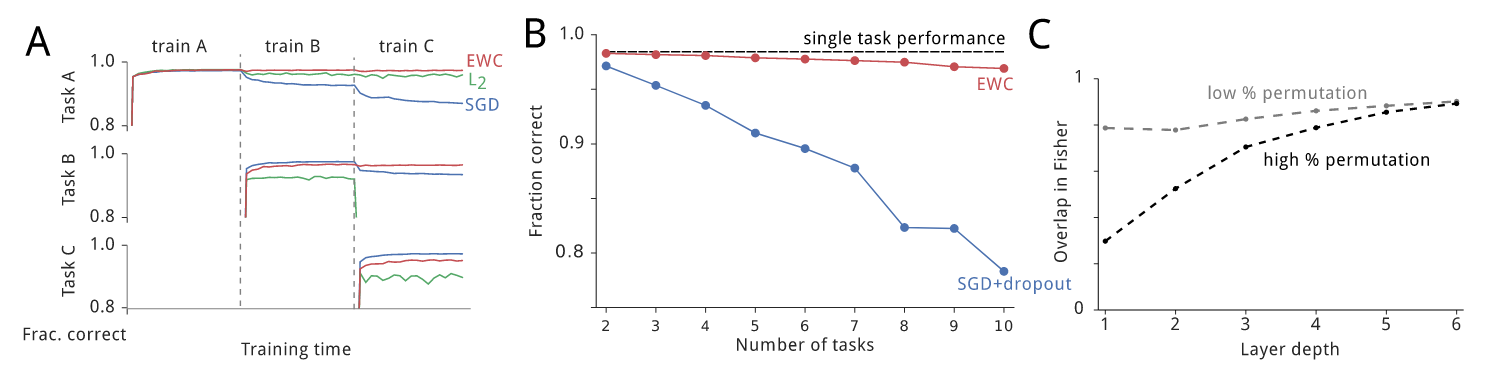 A
train A
train B
train C
EWC
L2
SGD
Task A
1.0
0.8
Task B
1.0
0.8
Task C
1.0
0.8
Frac. correct
Training time
B
1.0
0.9
0.8
Fraction correct
single task performance
EWC
SGD+dropout
2 3 4 5 6 7 8 9 10
Number of tasks
C
1
0
Overlap in Fisher
low % permutation
high % permutation
1 2 3 4 5 6
Layer depth